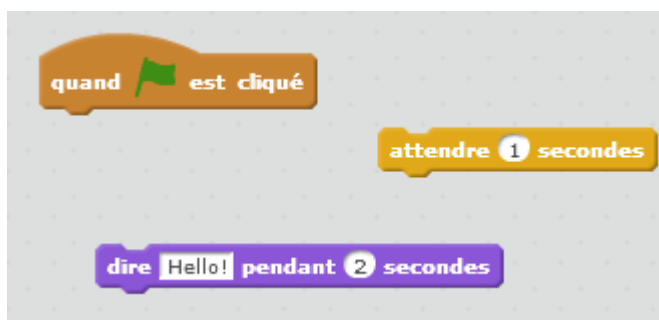 quand est cliqué
attendre 1 secondes
dire Hello! pendant 2 secondes